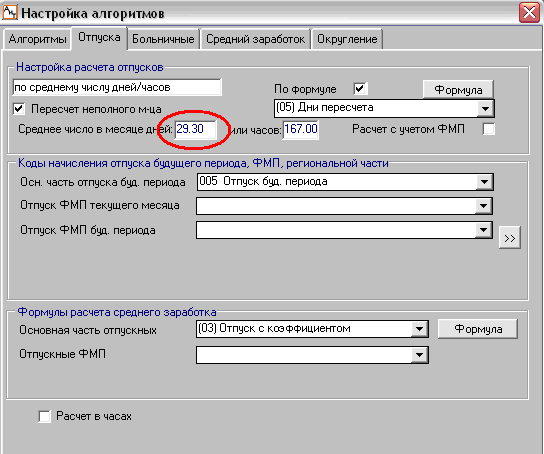 Настройка алгоритмов
Алгоритмы Отпуска Больничные Средний заработок Округление
Настройка расчета отпусков
по среднему числу дней/часов По формуле Формула
Пересчет неполного м-ца (05) Дни пересчета
Среднее число в месяце дней: 29.30 или часов: 167.00 Расчет с учетом ФМП
Коды начисления отпуска будущего периода, ФМП, региональной части
Осн. часть отпуска буд. периода 005 Отпуск буд. периода
Отпуск ФМП текущего месяца
Отпуск ФМП буд. периода >>
Формулы расчета среднего заработка
Основная часть отпускных (03) Отпуск с коэффициентом Формула
Отпускные ФМП
Расчет в часах